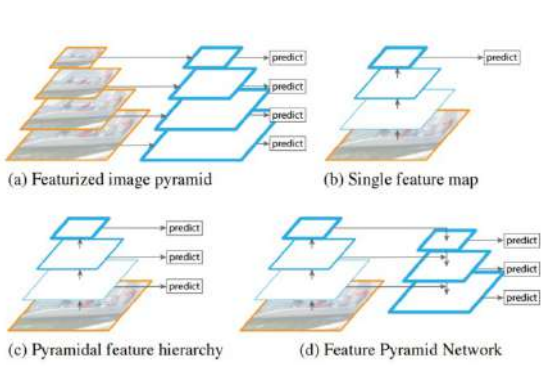 predict
predict
predict
predict
predict
(a) Featurized image pyramid
(b) Single feature map
predict
predict
predict
predict
predict
predict
(c) Pyramidal feature hierarchy
(d) Feature Pyramid Network